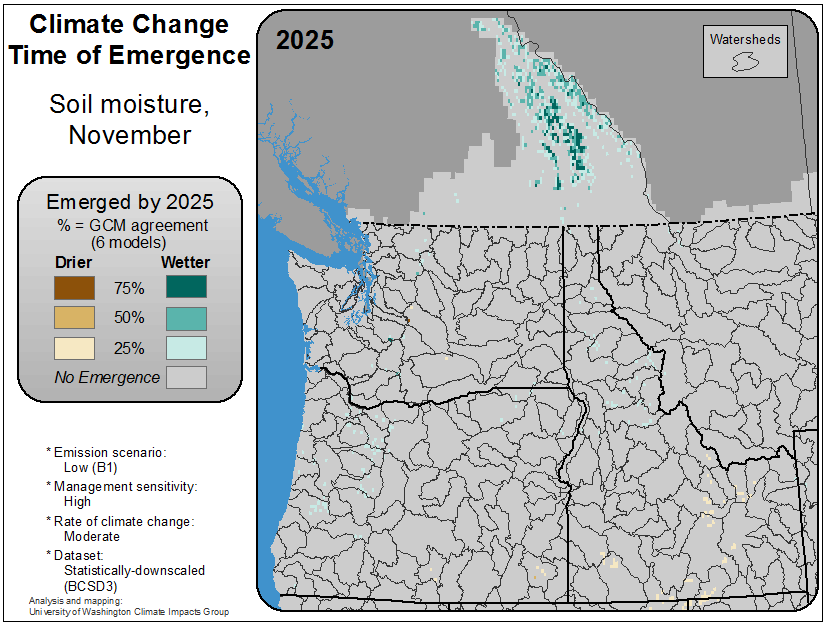 Climate Change
Time of Emergence
Soil moisture,
November
Emerged by 2025
% = GCM agreement
(6 models)
Drier Wetter
75%
50%
25%
No Emergence
* Emission scenario:
Low (B1)
* Management sensitivity:
High
* Rate of climate change:
Moderate
* Dataset:
Statistically-downscaled
(BCSD3)
Analysis and mapping:
University of Washington Climate Impacts Group
2025
Watersheds